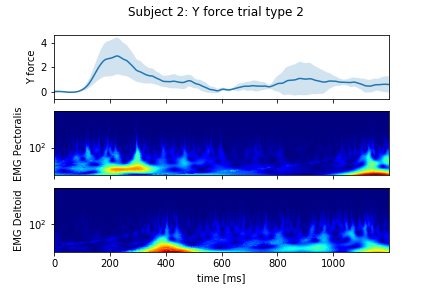 Subject 2: Y force trial type 2
Y force
4
2
0
EMG Pectoralis
10²
EMG Deltoid
10²
0 200 400 600 800 1000
time [ms]